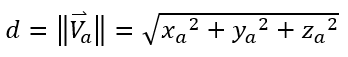 d = ‖V⃗ₐ‖ = √(xₐ² + yₐ² + zₐ²)